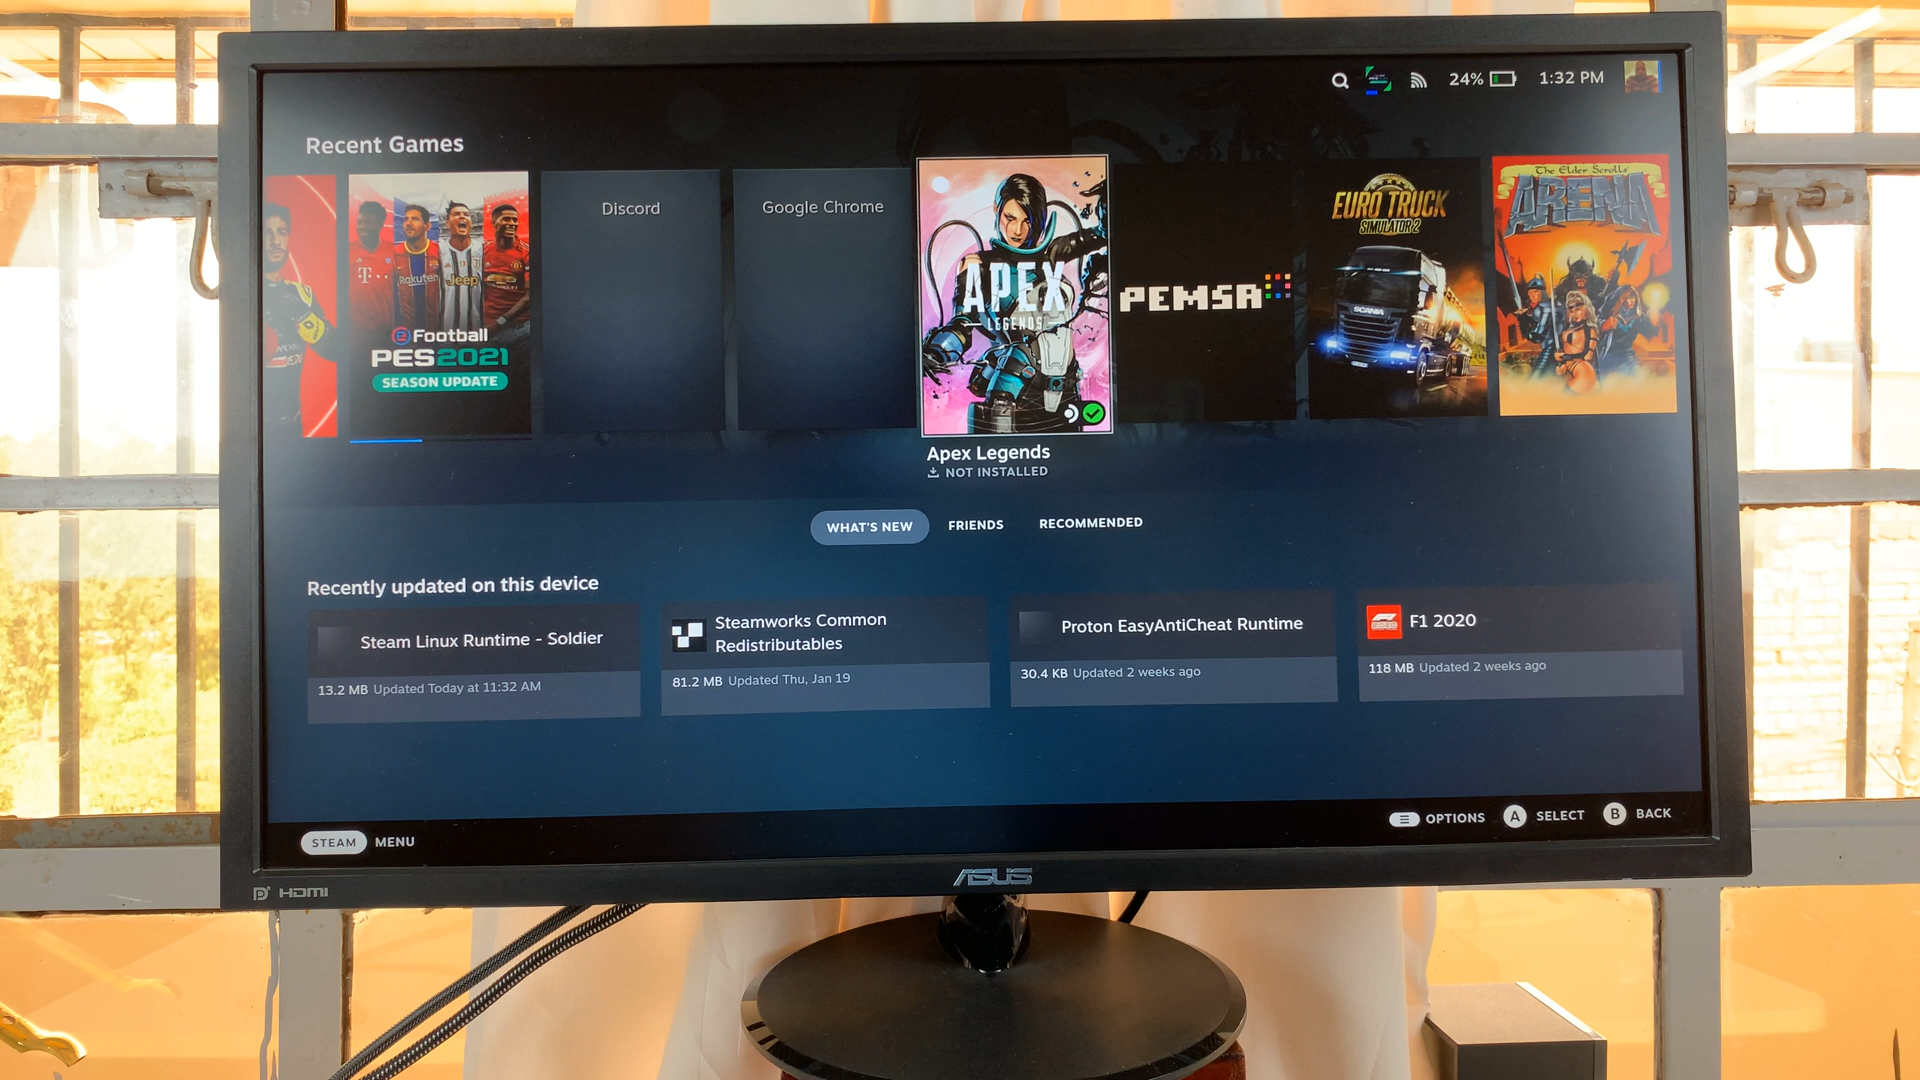 24%
1:32 PM
Recent Games
T
Rakuten
Jeep
eFootball
PES2021
SEASON UPDATE
Discord
Google Chrome
APEX
LEGENDS
PEMSA
EURO TRUCK
SIMULATOR 2
SCANIA
The Elder Scrolls
ARENA
Apex Legends
NOT INSTALLED
WHAT'S NEW
FRIENDS
RECOMMENDED
Recently updated on this device
Steam Linux Runtime - Soldier
13.2 MB Updated Today at 11:32 AM
Steamworks Common
Redistributables
81.2 MB Updated Thu, Jan 19
Proton EasyAntiCheat Runtime
30.4 KB Updated 2 weeks ago
F1 2020
118 MB Updated 2 weeks ago
STEAM MENU
OPTIONS
A SELECT
B BACK
HDMI
ASUS